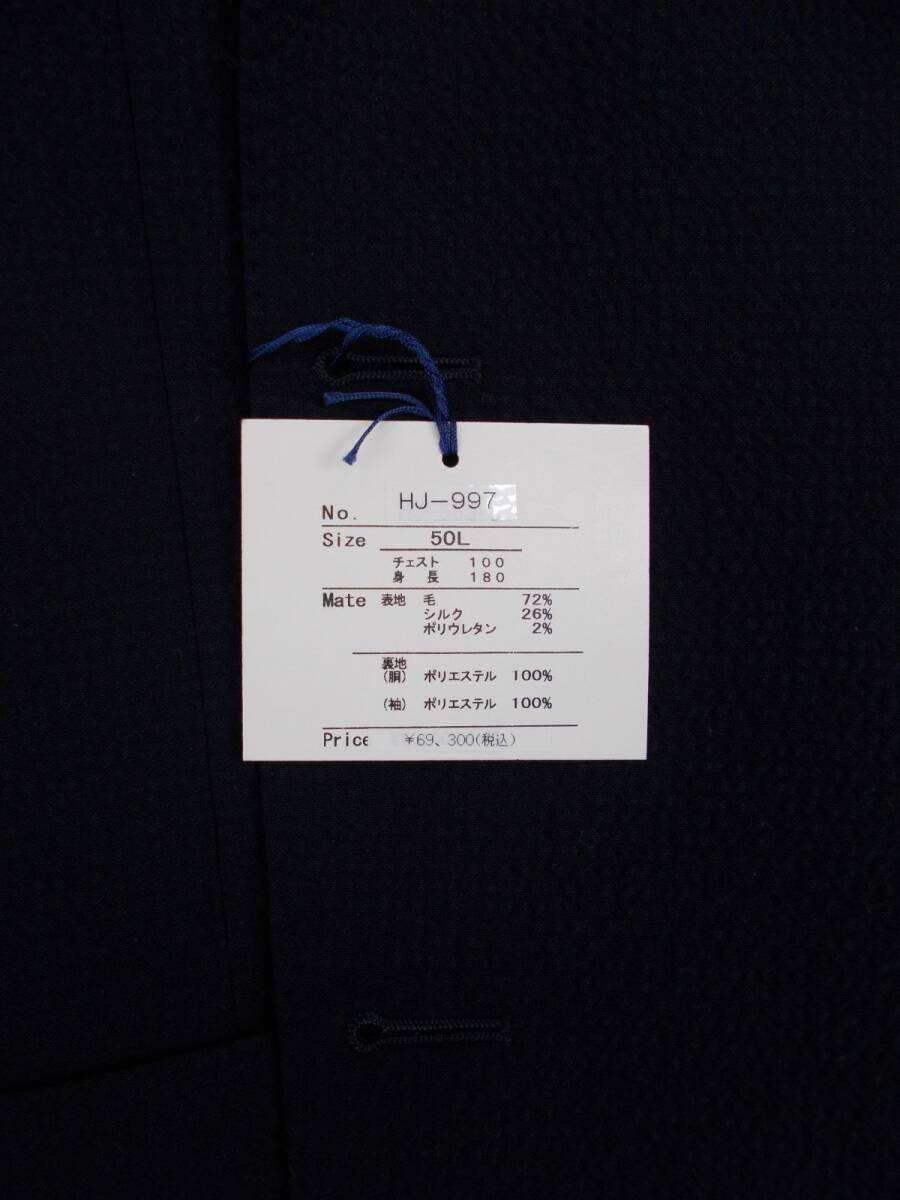 No. HJ-997
Size 50L
チェスト 100
身長 180
Mate 表地 毛 72%
シルク 26%
ポリウレタン 2%
裏地
(胴) ポリエステル 100%
(袖) ポリエステル 100%
Price ¥69、300(税込)